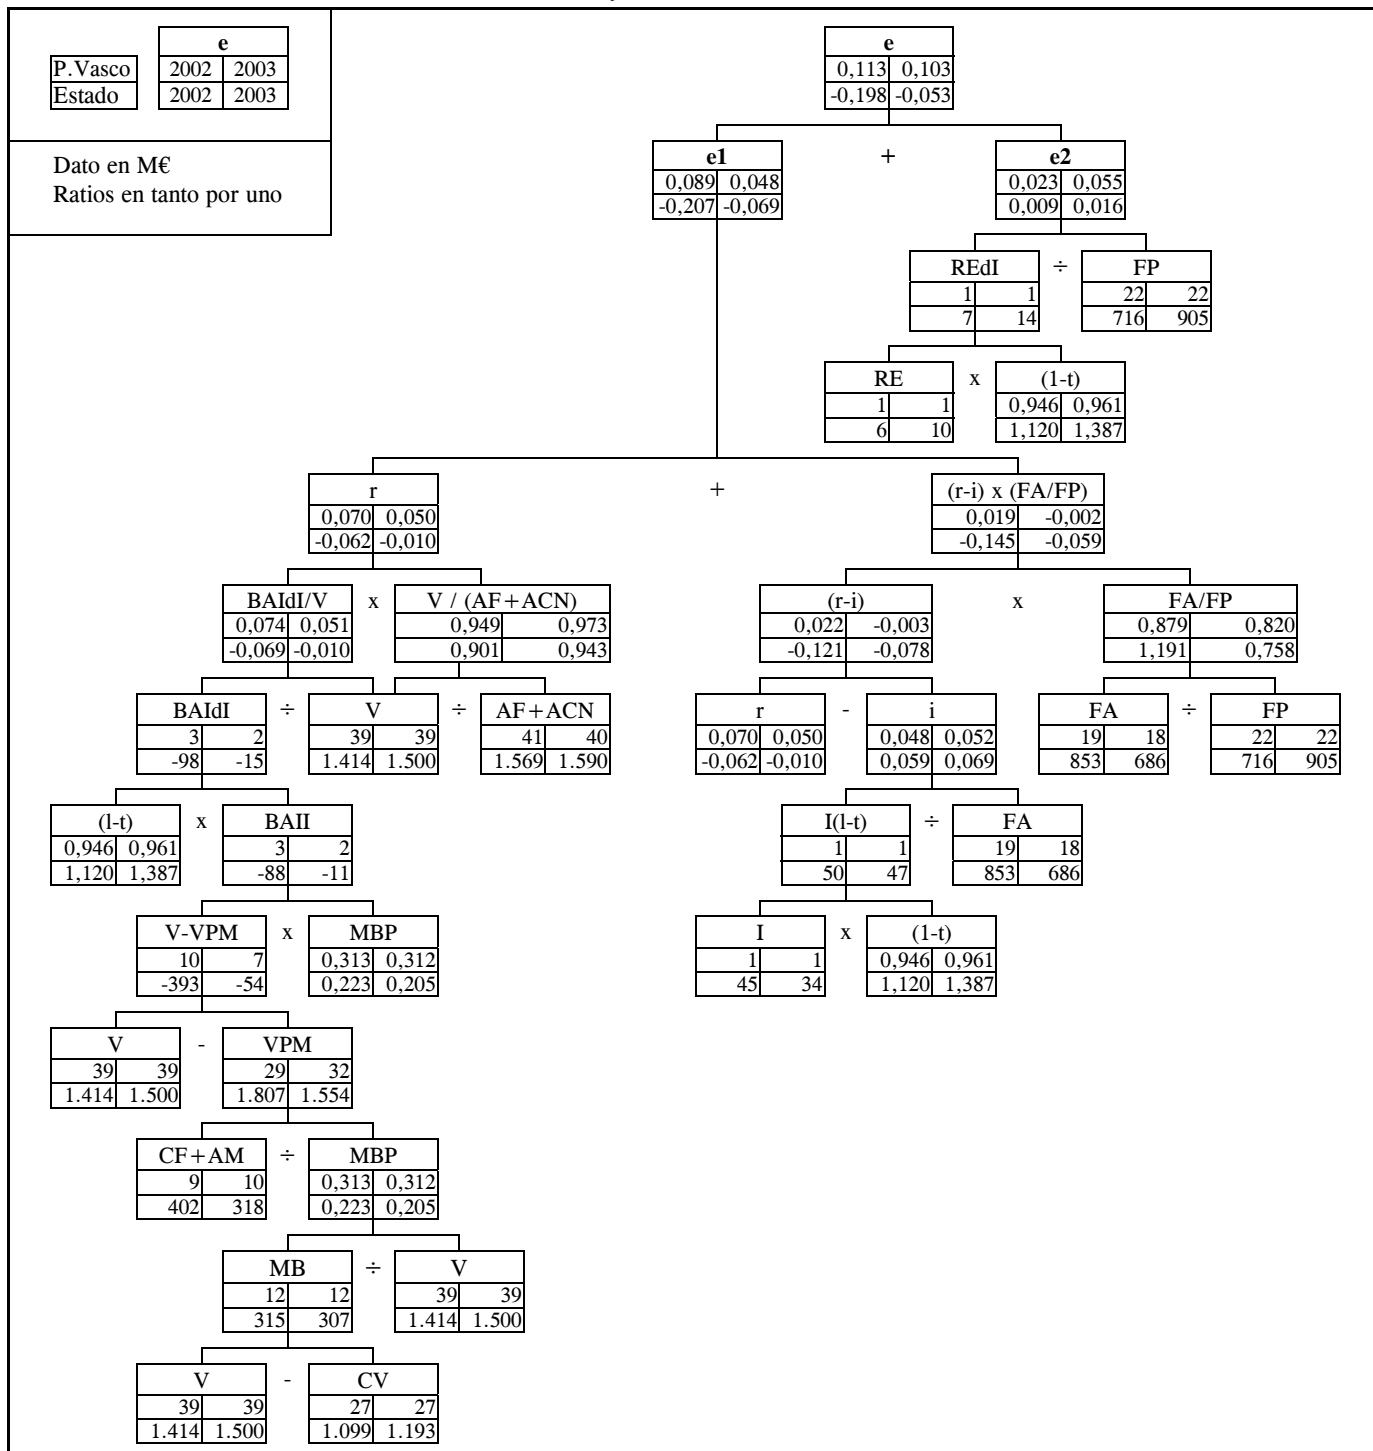 e
P.Vasco 2002 2003
Estado 2002 2003
Dato en M€
Ratios en tanto por uno
e
0,113 0,103
-0,198 -0,053
e1 + e2
0,089 0,048 0,023 0,055
-0,207 -0,069 0,009 0,016
REdI ÷ FP
1 1 22 22
7 14 716 905
RE x (1-t)
1 1 0,946 0,961
6 10 1,120 1,387
r + (r-i) x (FA/FP)
0,070 0,050 0,019 -0,002
-0,062 -0,010 -0,145 -0,059
BAIdI/V x V / (AF+ACN) (r-i) x FA/FP
0,074 0,051 0,949 0,973 0,022 -0,003 0,879 0,820
-0,069 -0,010 0,901 0,943 -0,121 -0,078 1,191 0,758
BAIdI ÷ V ÷ AF+ACN r - i FA ÷ FP
3 2 39 39 41 40 0,070 0,050 0,048 0,052 19 18 22 22
-98 -15 1.414 1.500 1.569 1.590 -0,062 -0,010 0,059 0,069 853 686 716 905
(l-t) x BAII I(l-t) ÷ FA
0,946 0,961 3 2 1 1 19 18
1,120 1,387 -88 -11 50 47 853 686
V-VPM x MBP I x (1-t)
10 7 0,313 0,312 1 1 0,946 0,961
-393 -54 0,223 0,205 45 34 1,120 1,387
V - VPM
39 39 29 32
1.414 1.500 1.807 1.554
CF+AM ÷ MBP
9 10 0,313 0,312
402 318 0,223 0,205
MB ÷ V
12 12 39 39
315 307 1.414 1.500
V - CV
39 39 27 27
1.414 1.500 1.099 1.193